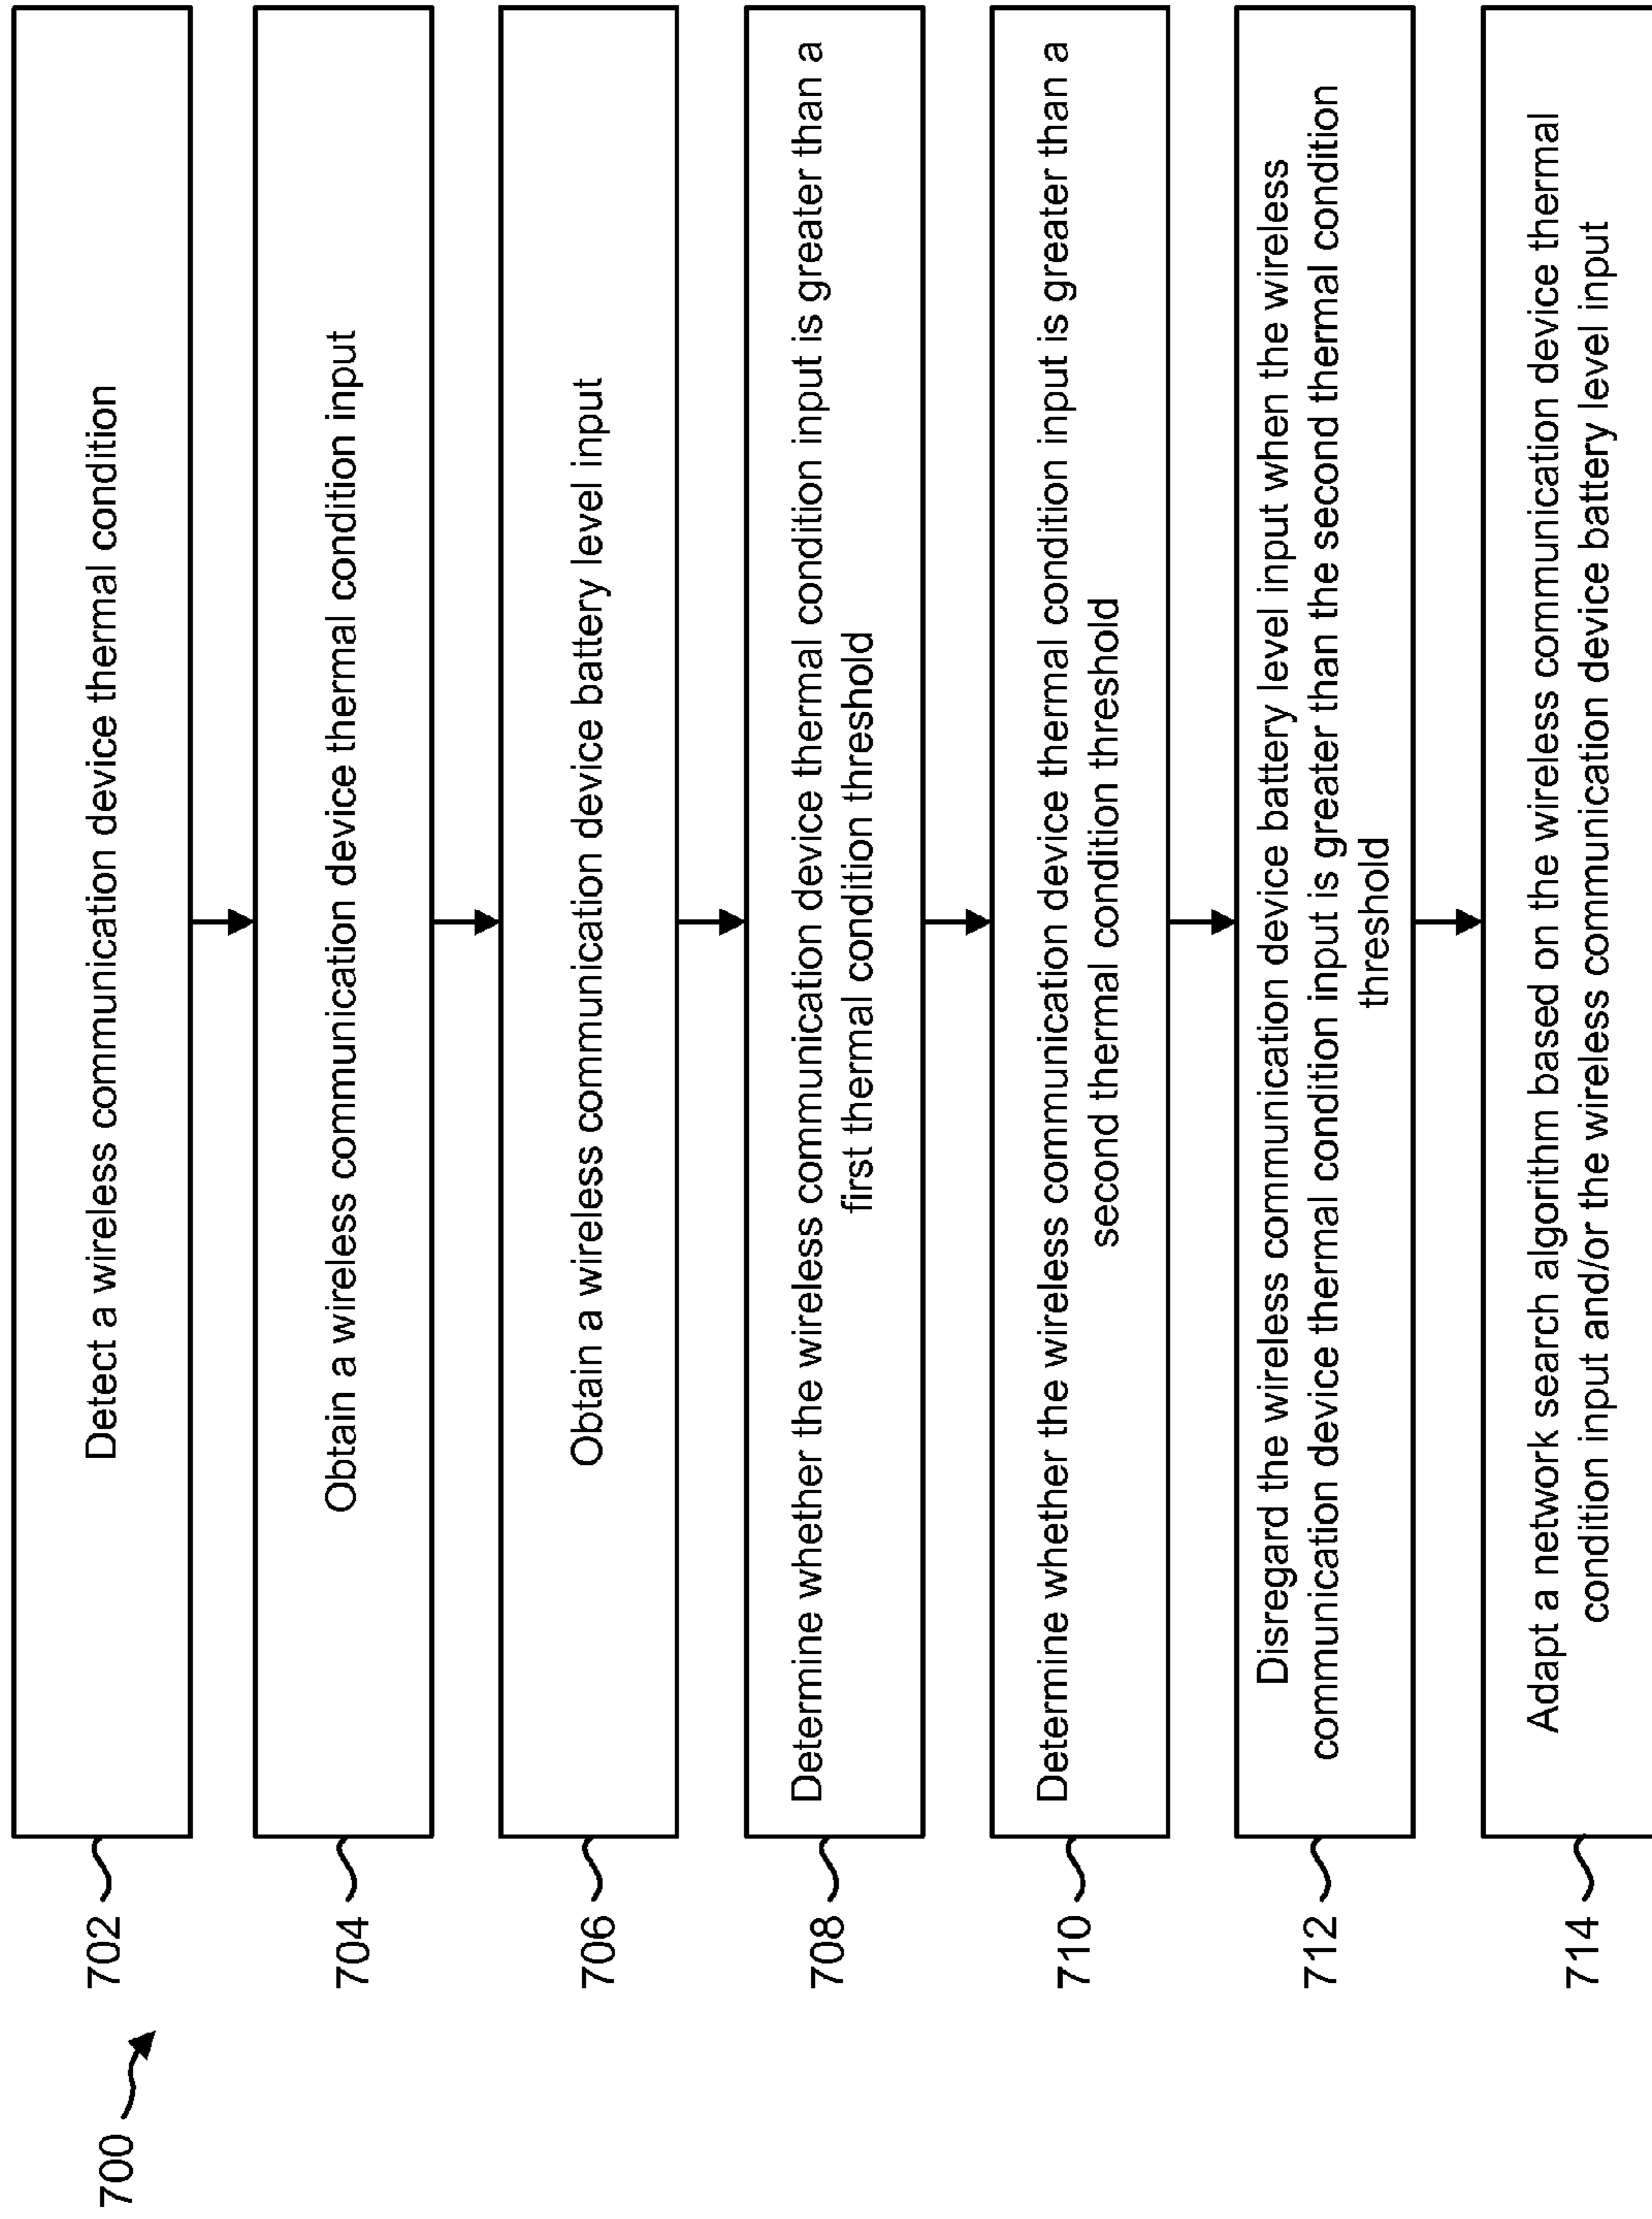 700
702
Detect a wireless communication device thermal condition
704
Obtain a wireless communication device thermal condition input
706
Obtain a wireless communication device battery level input
708
Determine whether the wireless communication device thermal condition input is greater than a
first thermal condition threshold
710
Determine whether the wireless communication device thermal condition input is greater than a
second thermal condition threshold
712
Disregard the wireless communication device battery level input when the wireless
communication device thermal condition input is greater than the second thermal condition
threshold
714
Adapt a network search algorithm based on the wireless communication device thermal
condition input and/or the wireless communication device battery level input